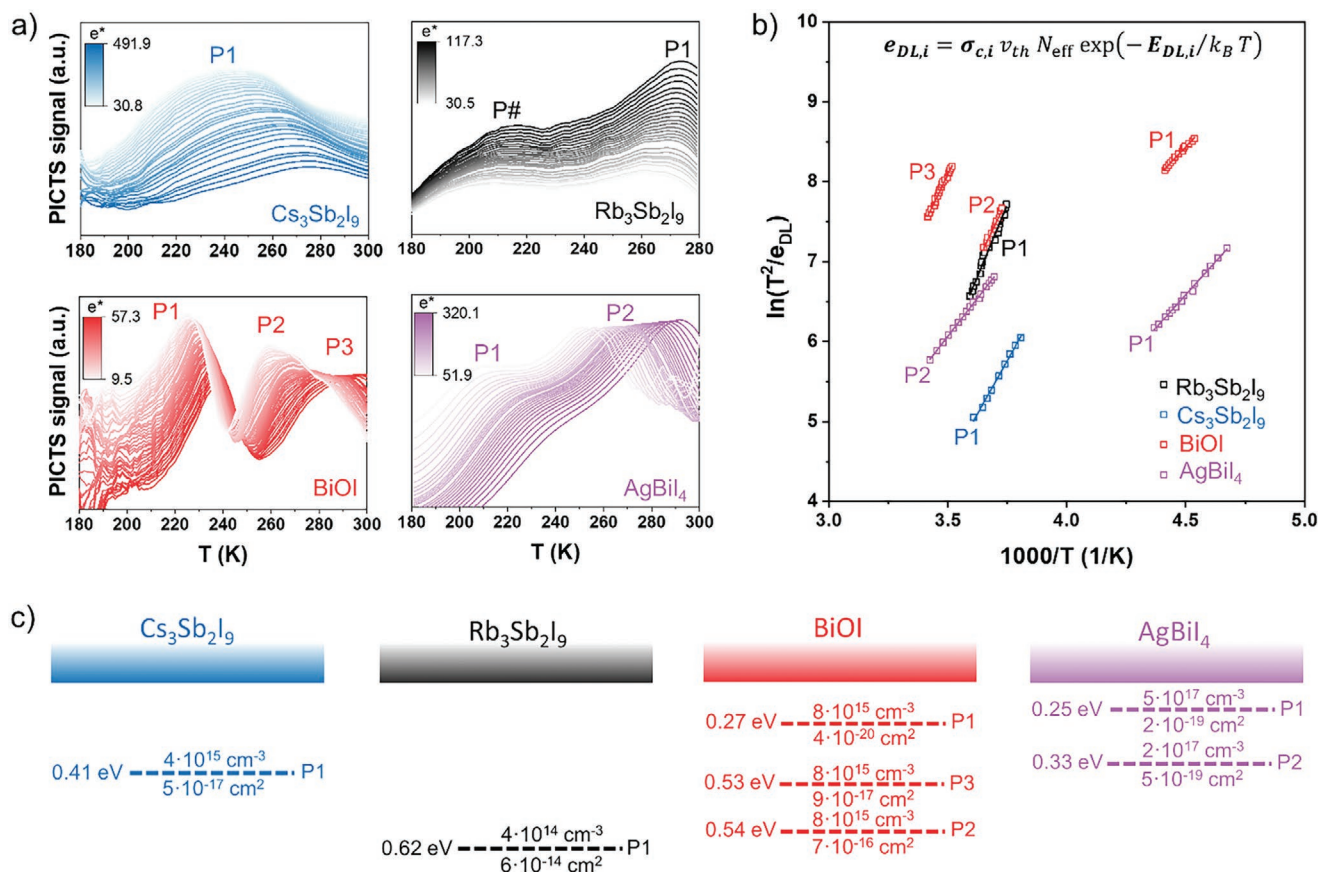 a)
PICTS signal (a.u.)
e*
491.9
30.8
P1
Cs₃Sb₂I₉
180 200 220 240 260 280 300
e*
117.3
30.5
P#
P1
Rb₃Sb₂I₉
180 200 220 240 260 280
PICTS signal (a.u.)
e*
57.3
9.5
P1
P2
P3
BiOI
180 200 220 240 260 280 300
T (K)
e*
320.1
51.9
P1
P2
AgBiI₄
180 200 220 240 260 280 300
T (K)
b)
e_DL,i = σ_c,i v_th N_eff exp(− E_DL,i/k_B T)
ln(T²/e_DL)
10
9
8
7
6
5
4
P3
P2
P1
P1
P2
P1
P1
Rb₃Sb₂I₉
Cs₃Sb₂I₉
BiOI
AgBiI₄
3.0 3.5 4.0 4.5 5.0
1000/T (1/K)
c)
Cs₃Sb₂I₉
0.41 eV
4·10¹⁵ cm⁻³
5·10⁻¹⁷ cm²
P1
Rb₃Sb₂I₉
0.62 eV
4·10¹⁴ cm⁻³
6·10⁻¹⁴ cm²
P1
BiOI
0.27 eV
8·10¹⁵ cm⁻³
4·10⁻²⁰ cm²
P1
0.53 eV
8·10¹⁵ cm⁻³
9·10⁻¹⁷ cm²
P3
0.54 eV
8·10¹⁵ cm⁻³
7·10⁻¹⁶ cm²
P2
AgBiI₄
0.25 eV
5·10¹⁷ cm⁻³
2·10⁻¹⁹ cm²
P1
0.33 eV
2·10¹⁷ cm⁻³
5·10⁻¹⁹ cm²
P2